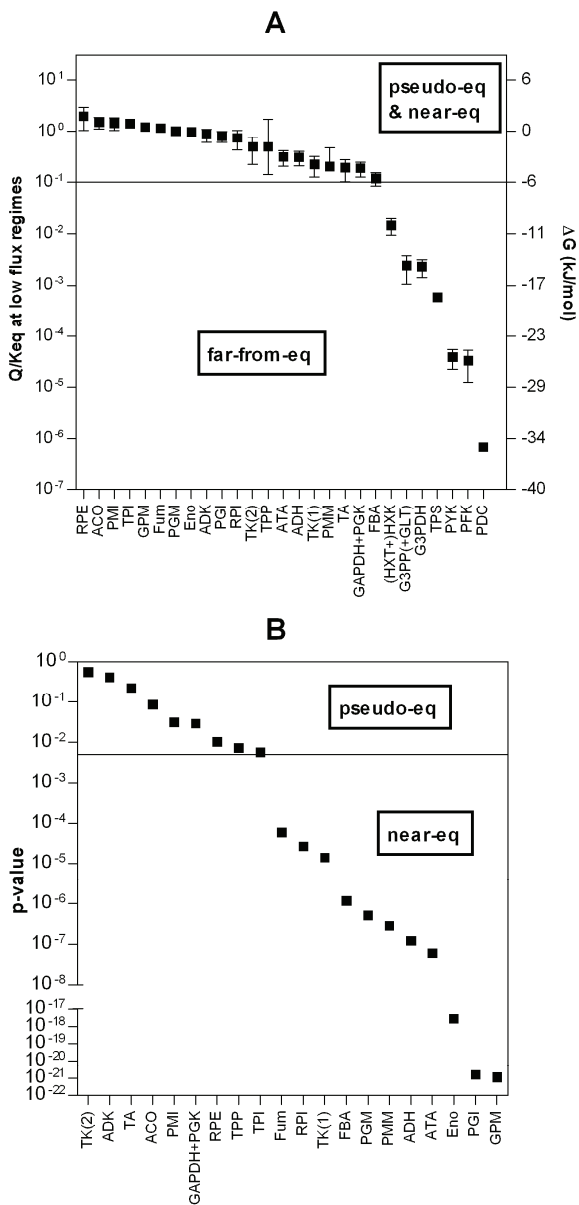 A
pseudo-eq
& near-eq
far-from-eq
Q/Keq at low flux regimes
10^1
10^0
10^-1
10^-2
10^-3
10^-4
10^-5
10^-6
10^-7
ΔG (kJ/mol)
6
0
-6
-11
-17
-23
-29
-34
-40
RPE
ACO
PMI
TPI
GPM
Fum
PGM
Eno
ADK
PGI
RPI
TK(2)
TPP
ATA
ADH
TK(1)
PMM
TA
GAPDH+PGK
FBA
(HXT+)HXK
G3PP(+GLT)
G3PDH
TPS
PYK
PFK
PDC
B
pseudo-eq
near-eq
p-value
10^0
10^-1
10^-2
10^-3
10^-4
10^-5
10^-6
10^-7
10^-8
10^-17
10^-18
10^-19
10^-20
10^-21
10^-22
TK(2)
ADK
TA
ACO
PMI
GAPDH+PGK
RPE
TPP
TPI
Fum
RPI
TK(1)
FBA
PGM
PMM
ADH
ATA
Eno
PGI
GPM